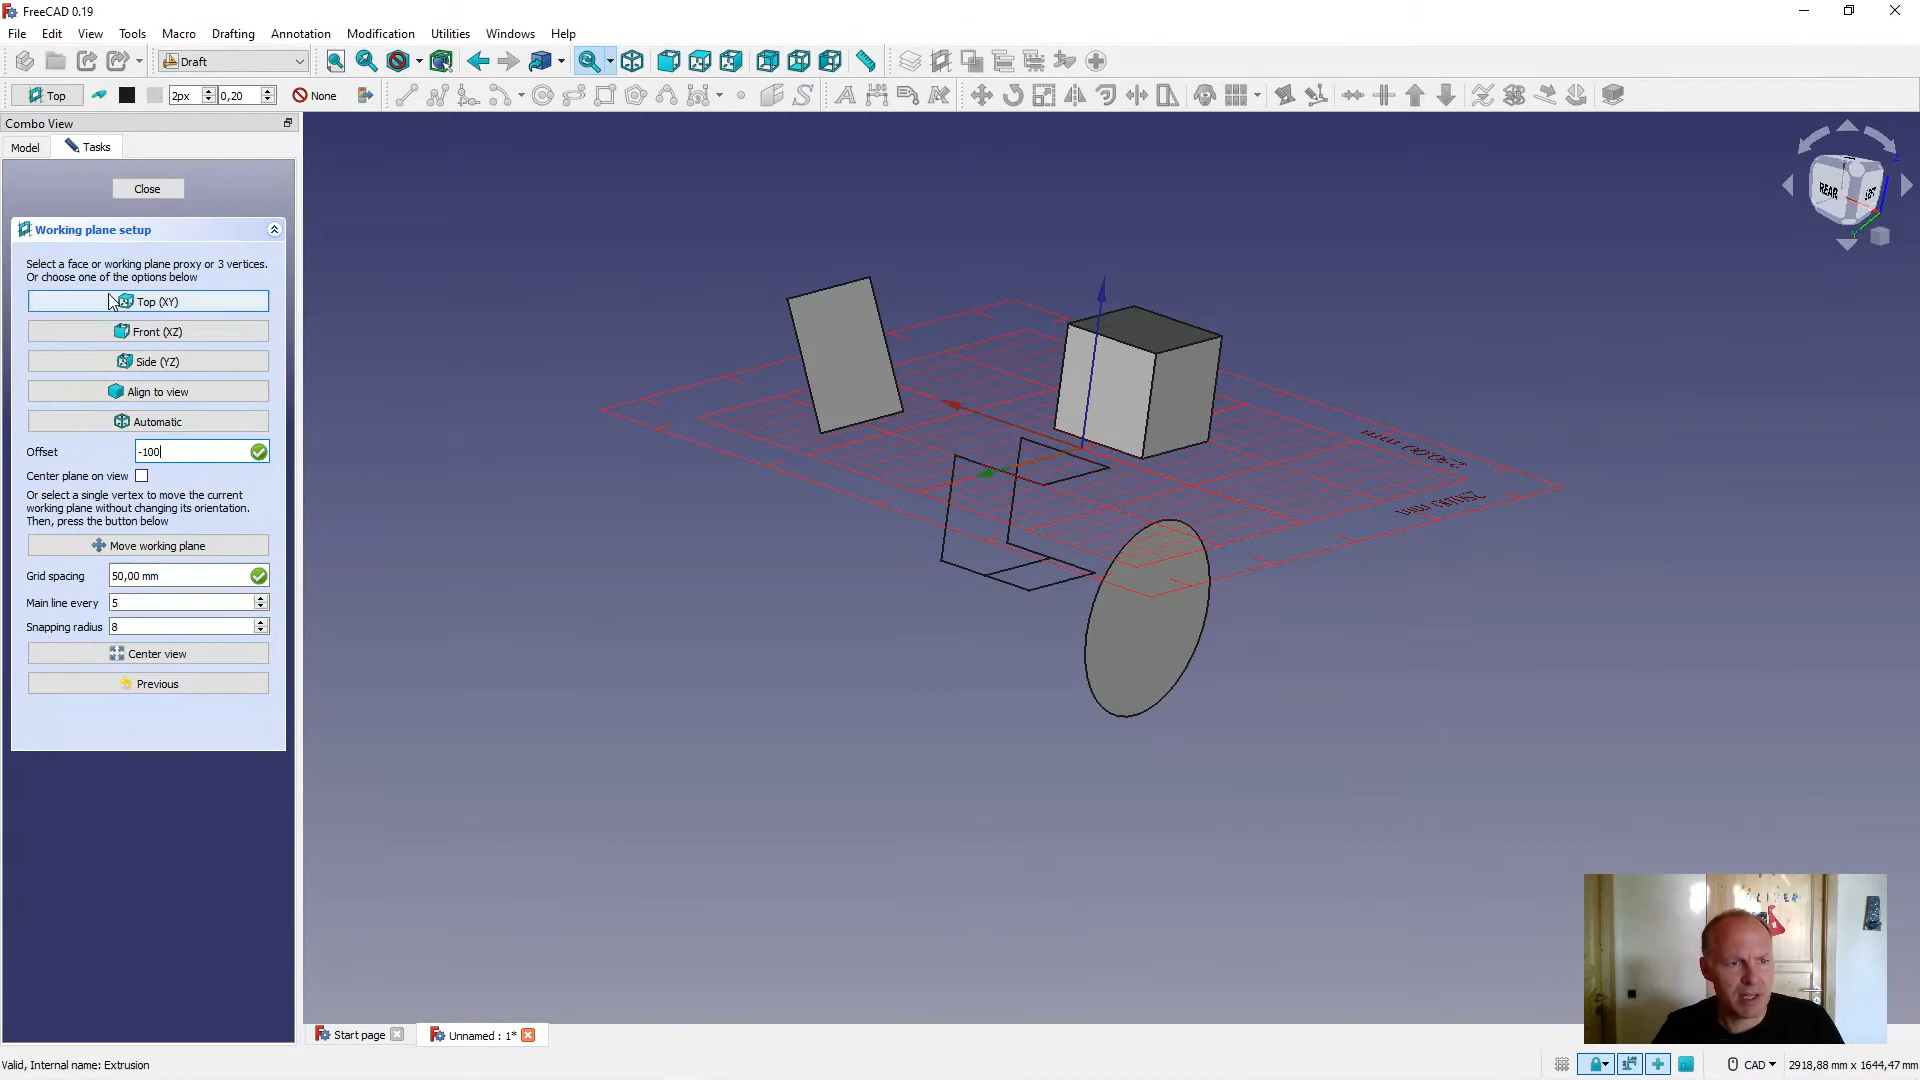 FreeCAD 0.19
File Edit View Tools Macro Drafting Annotation Modification Utilities Windows Help
Draft
Top 2px 0,20 None
Combo View
Model Tasks
Close
Working plane setup
Select a face or working plane proxy or 3 vertices.
Or choose one of the options below
Top (XY)
Front (XZ)
Side (YZ)
Align to view
Automatic
Offset -100
Center plane on view
Or select a single vertex to move the current
working plane without changing its orientation.
Then, press the button below
Move working plane
Grid spacing 50,00 mm
Main line every 5
Snapping radius 8
Center view
Previous
REAR
Z
Y
Start page Unnamed : 1*
Valid, Internal name: Extrusion
CAD 2918,88 mm x 1644,47 mm